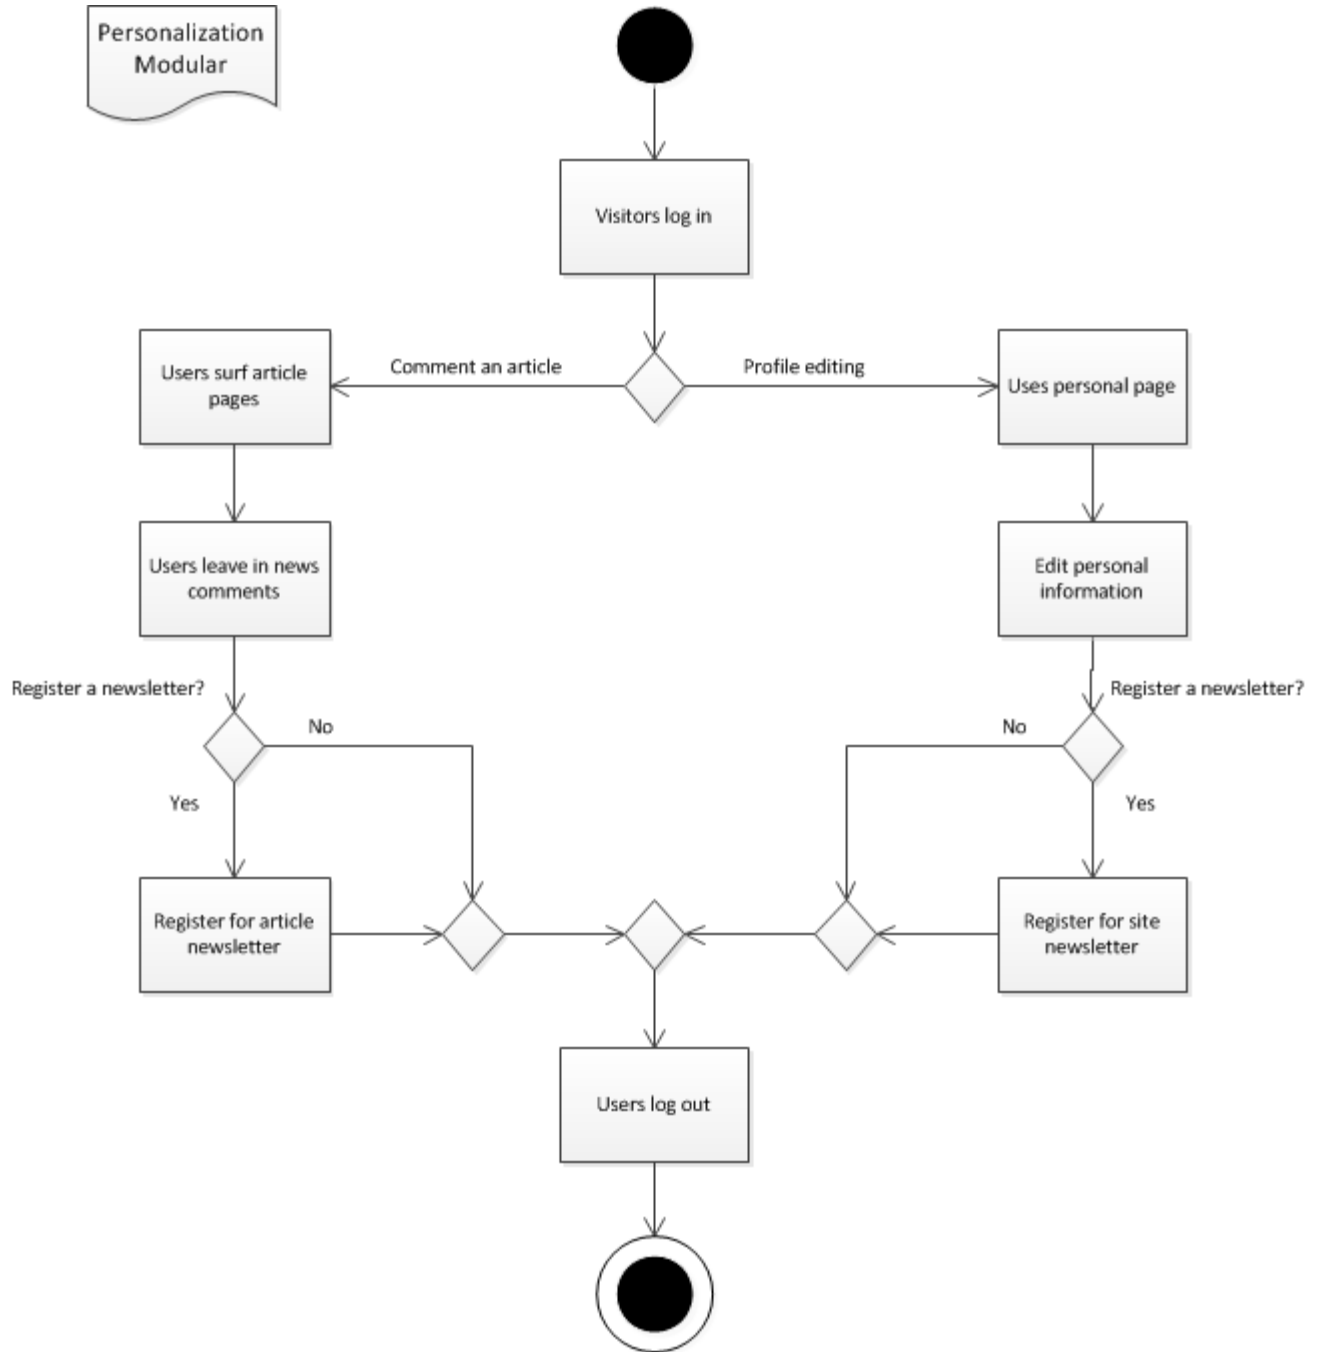 Personalization
Modular
Visitors log in
Comment an article
Profile editing
Users surf article
pages
Uses personal page
Users leave in news
comments
Edit personal
information
Register a newsletter?
Register a newsletter?
No
No
Yes
Yes
Register for article
newsletter
Register for site
newsletter
Users log out